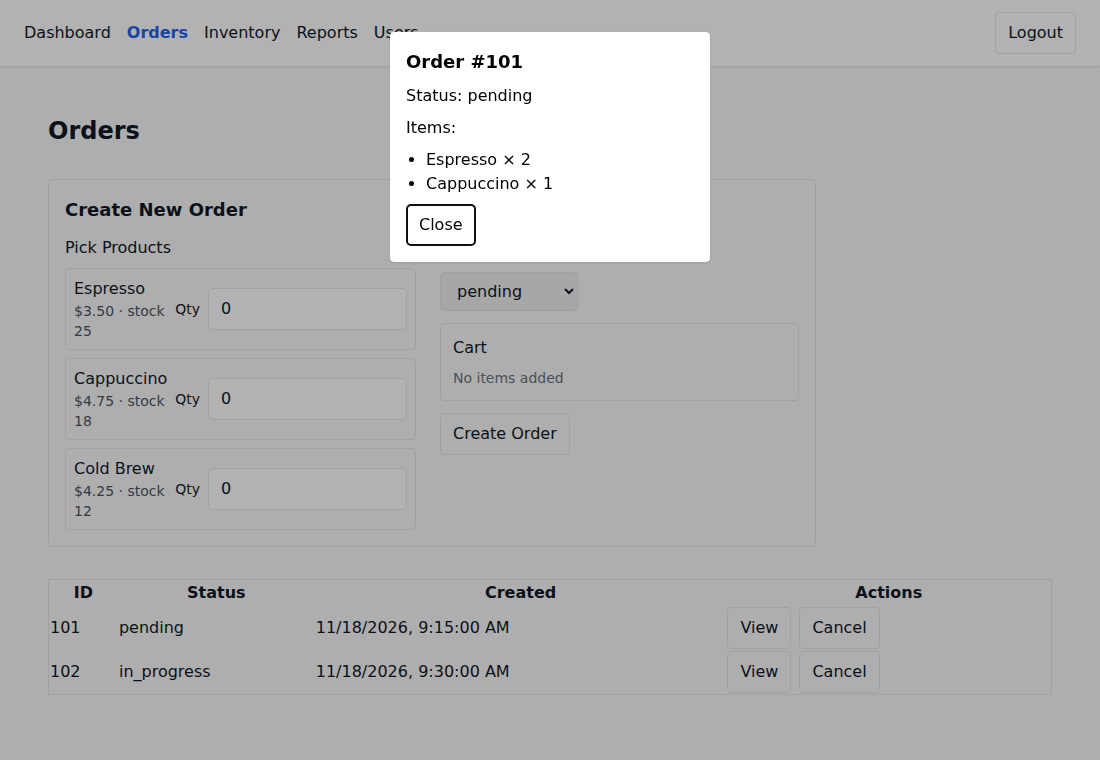 Dashboard Orders Inventory Reports Users Logout
Order #101
Status: pending
Items:
• Espresso × 2
• Cappuccino × 1
Close
Orders
Create New Order
Pick Products
Espresso
$3.50 · stock 25
Qty 0
Cappuccino
$4.75 · stock 18
Qty 0
Cold Brew
$4.25 · stock 12
Qty 0
pending
Cart
No items added
Create Order
ID Status Created Actions
101 pending 11/18/2026, 9:15:00 AM View Cancel
102 in_progress 11/18/2026, 9:30:00 AM View Cancel